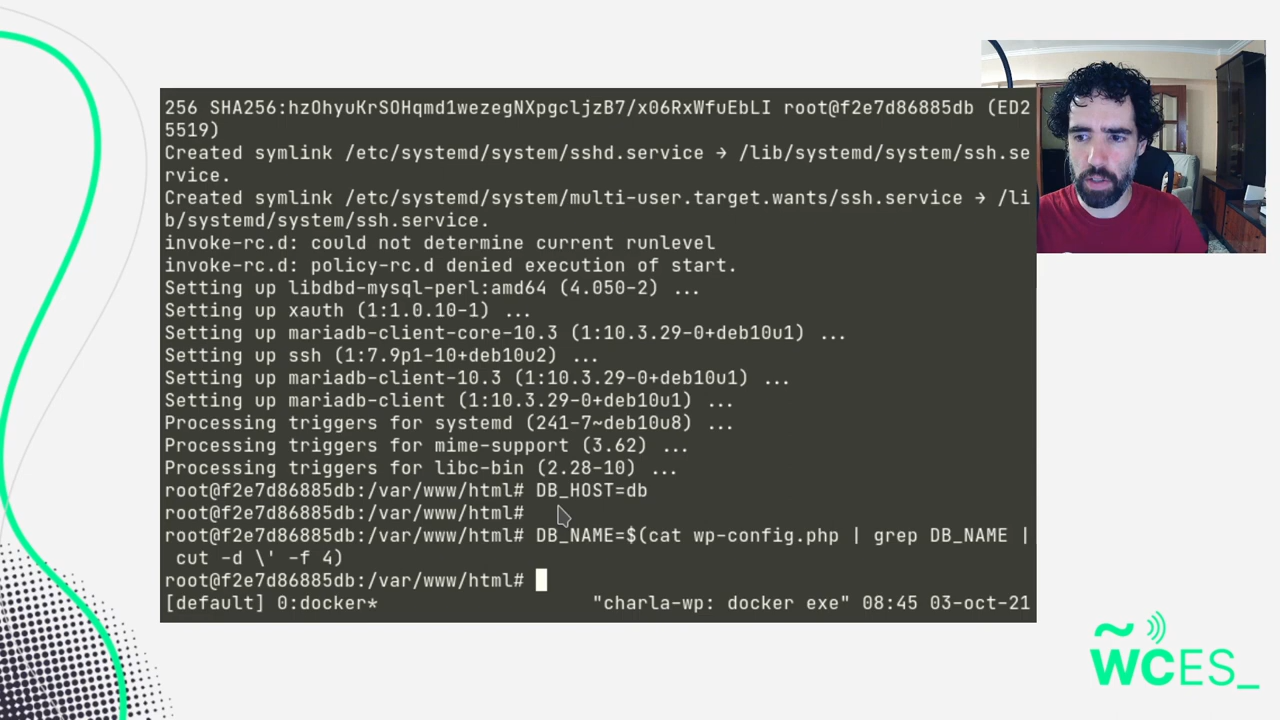 256 SHA256:hzOhyuKrSOHqmd1wezegNXpgcljzB7/x06RxWfuEbLI root@f2e7d86885db (ED2
5519)
Created symlink /etc/systemd/system/sshd.service → /lib/systemd/system/ssh.se
rvice.
Created symlink /etc/systemd/system/multi-user.target.wants/ssh.service → /li
b/systemd/system/ssh.service.
invoke-rc.d: could not determine current runlevel
invoke-rc.d: policy-rc.d denied execution of start.
Setting up libdbd-mysql-perl:amd64 (4.050-2) ...
Setting up xauth (1:1.0.10-1) ...
Setting up mariadb-client-core-10.3 (1:10.3.29-0+deb10u1) ...
Setting up ssh (1:7.9p1-10+deb10u2) ...
Setting up mariadb-client-10.3 (1:10.3.29-0+deb10u1) ...
Setting up mariadb-client (1:10.3.29-0+deb10u1) ...
Processing triggers for systemd (241-7~deb10u8) ...
Processing triggers for mime-support (3.62) ...
Processing triggers for libc-bin (2.28-10) ...
root@f2e7d86885db:/var/www/html# DB_HOST=db
root@f2e7d86885db:/var/www/html#
root@f2e7d86885db:/var/www/html# DB_NAME=$(cat wp-config.php | grep DB_NAME |
 cut -d \' -f 4)
root@f2e7d86885db:/var/www/html#
[default] 0:docker* "charla-wp: docker exe" 08:45 03-oct-21
WCES_